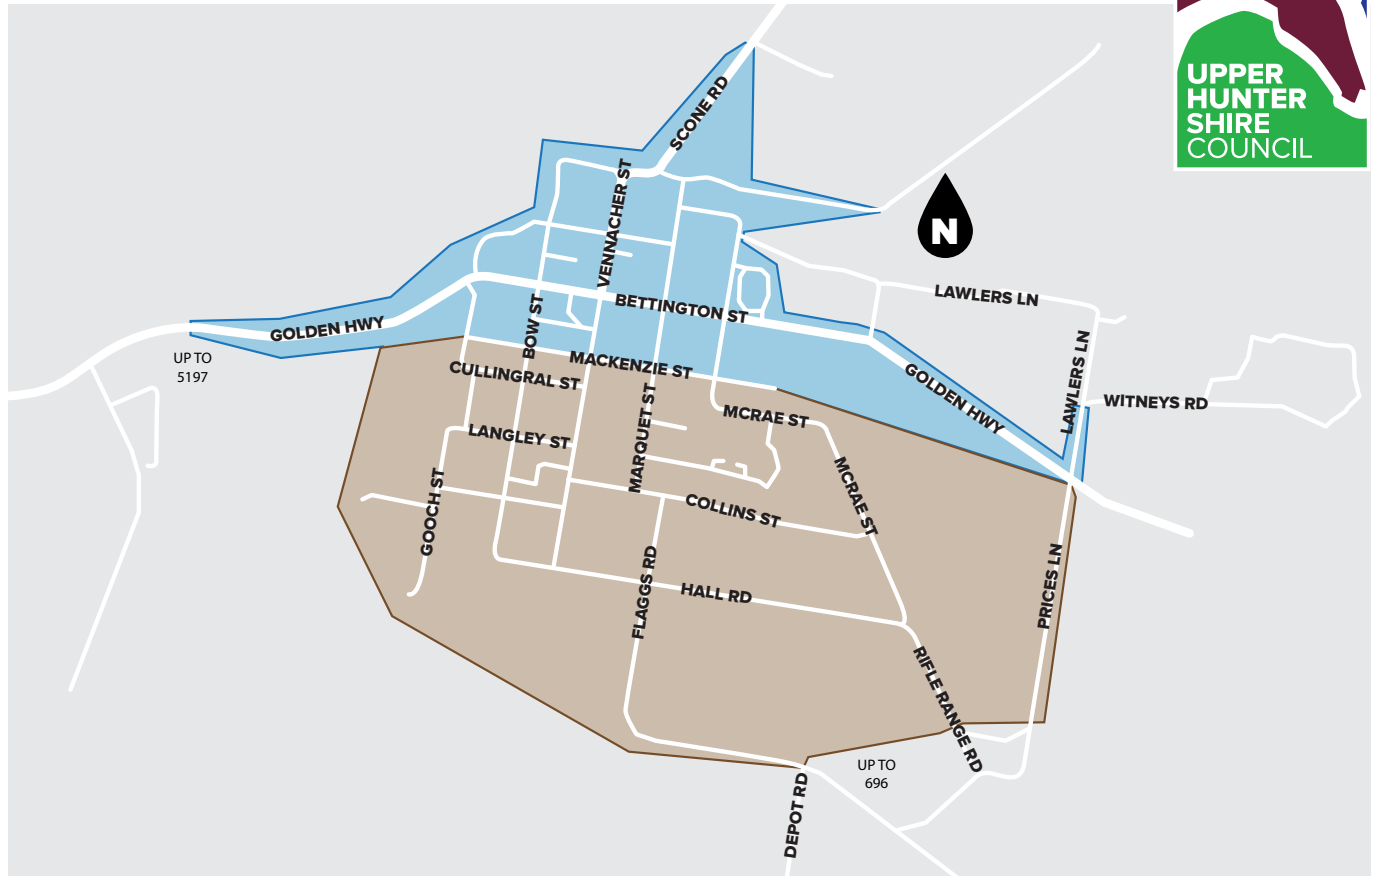 UPPER
HUNTER
SHIRE
COUNCIL
SCONE RD
VENNACHER ST
N
LAWLERS LN
BETTINGTON ST
GOLDEN HWY
BOW ST
UP TO
5197
MACKENZIE ST
CULLINGRAL ST
LAWLERS LN
GOLDEN HWY
WITNEYS RD
MARQUET ST
MCRAE ST
LANGLEY ST
MCRAE ST
GOOCH ST
COLLINS ST
FLAGGS RD
HALL RD
PRICES LN
RIFLE RANGE RD
UP TO
696
DEPOT RD